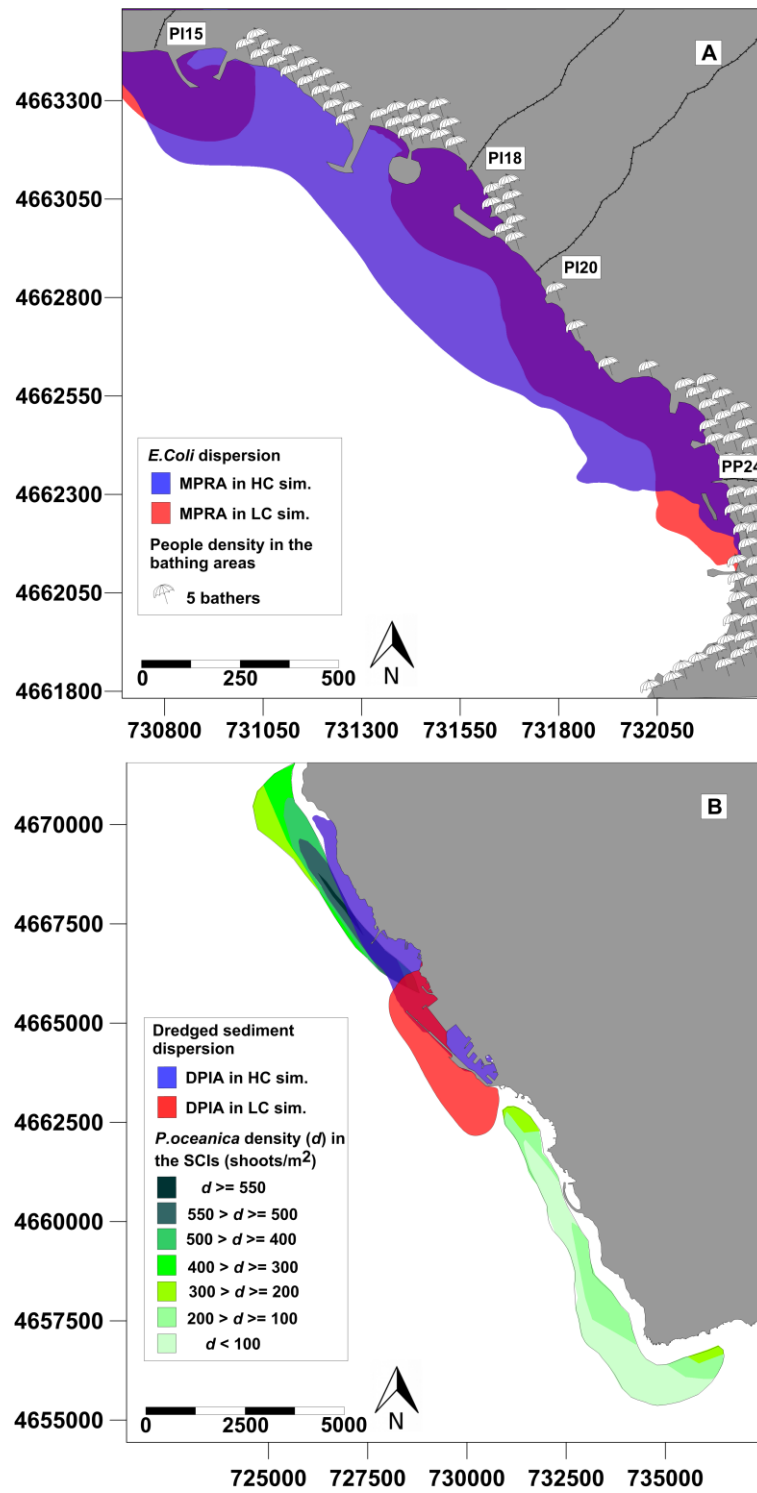 A
PI15
PI18
PI20
PP24
4663300
4663050
4662800
4662550
4662300
4662050
4661800
E.Coli dispersion
MPRA in HC sim.
MPRA in LC sim.
People density in the
bathing areas
5 bathers
0 250 500
N
730800 731050 731300 731550 731800 732050
B
4670000
4667500
4665000
4662500
4660000
4657500
4655000
Dredged sediment
dispersion
DPIA in HC sim.
DPIA in LC sim.
P.oceanica density (d) in
the SCIs (shoots/m²)
d >= 550
550 > d >= 500
500 > d >= 400
400 > d >= 300
300 > d >= 200
200 > d >= 100
d < 100
0 2500 5000
N
725000 727500 730000 732500 735000